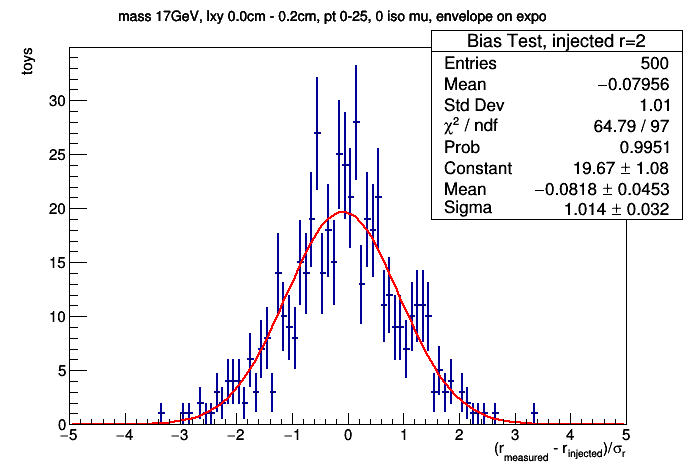 mass 17GeV, lxy 0.0cm - 0.2cm, pt 0-25, 0 iso mu, envelope on expo
Bias Test, injected r=2
Entries 500
Mean −0.07956
Std Dev 1.01
χ² / ndf 64.79 / 97
Prob 0.9951
Constant 19.67 ± 1.08
Mean −0.0818 ± 0.0453
Sigma 1.014 ± 0.032
toys
30
25
20
15
10
5
0
−5 −4 −3 −2 −1 0 1 2 3 4 5
(r_measured - r_injected)/σ_r